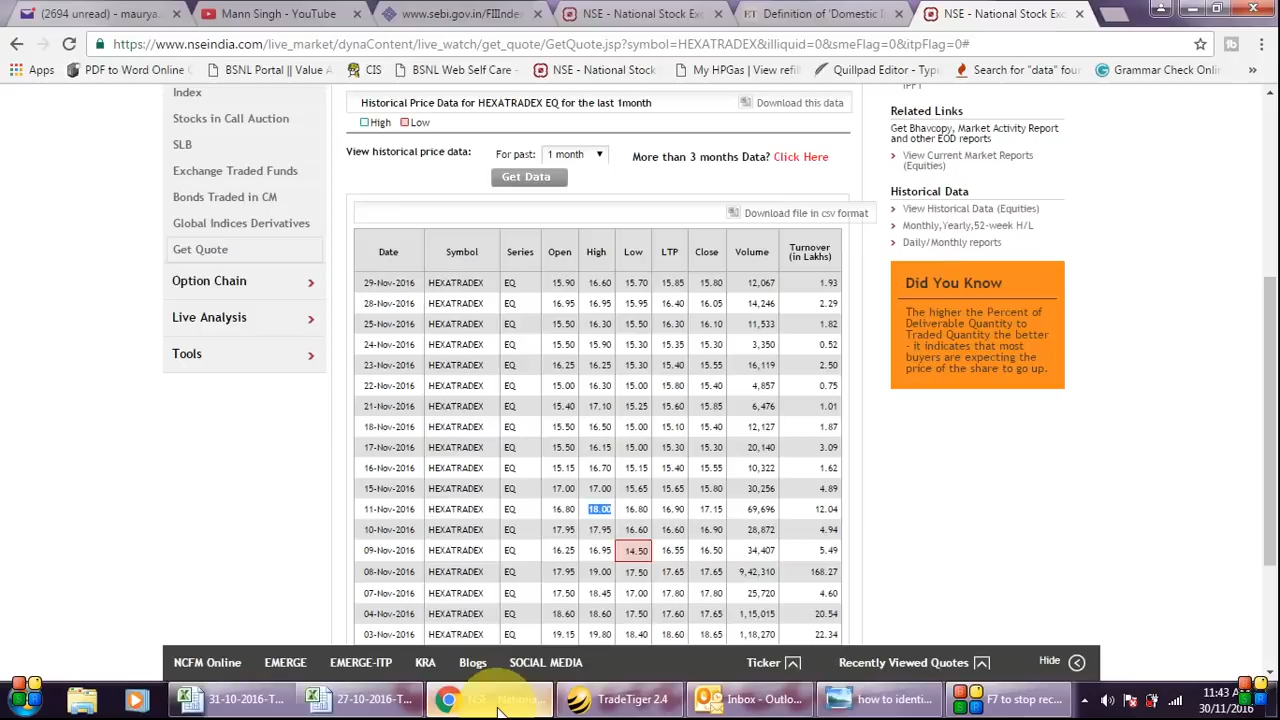 (2694 unread) - maurya.
Mann Singh - YouTube
www.sebi.gov.in/FIIndex
NSE - National Stock Exc
Definition of 'Domestic I
NSE - National Stock Exc
https://www.nseindia.com/live_market/dynaContent/live_watch/get_quote/GetQuote.jsp?symbol=HEXATRADEX&illiquid=0&smeFlag=0&itpFlag=0#
Apps PDF to Word Online BSNL Portal || Value A CIS BSNL Web Self Care - NSE - National Stock My HPGas | View refill Quillpad Editor - Typ Search for "data" foun Grammar Check Onli »
Index
Stocks in Call Auction
SLB
Exchange Traded Funds
Bonds Traded in CM
Global Indices Derivatives
Get Quote
Option Chain
Live Analysis
Tools
Historical Price Data for HEXATRADEX EQ for the last 1month Download this data
High Low
View historical price data: For past: 1 month More than 3 months Data? Click Here
Get Data
Download file in csv format
Date Symbol Series Open High Low LTP Close Volume Turnover (in Lakhs)
29-Nov-2016 HEXATRADEX EQ 15.90 16.60 15.70 15.85 15.80 12,067 1.93
28-Nov-2016 HEXATRADEX EQ 16.95 16.95 15.95 16.40 16.05 14,246 2.29
25-Nov-2016 HEXATRADEX EQ 15.50 16.30 15.50 16.30 16.10 11,533 1.82
24-Nov-2016 HEXATRADEX EQ 15.50 15.90 15.30 15.35 15.35 3,350 0.52
23-Nov-2016 HEXATRADEX EQ 16.25 16.25 15.30 15.40 15.55 16,119 2.50
22-Nov-2016 HEXATRADEX EQ 15.00 16.30 15.00 15.80 15.40 4,857 0.75
21-Nov-2016 HEXATRADEX EQ 15.40 17.10 15.25 15.60 15.85 6,476 1.01
18-Nov-2016 HEXATRADEX EQ 15.50 16.50 15.00 15.10 15.40 12,127 1.87
17-Nov-2016 HEXATRADEX EQ 15.50 16.15 15.00 15.30 15.30 20,140 3.09
16-Nov-2016 HEXATRADEX EQ 15.15 16.70 15.15 15.40 15.55 10,322 1.62
15-Nov-2016 HEXATRADEX EQ 17.00 17.00 15.65 15.65 15.80 30,256 4.89
11-Nov-2016 HEXATRADEX EQ 16.80 18.00 16.80 16.90 17.15 69,696 12.04
10-Nov-2016 HEXATRADEX EQ 17.95 17.95 16.60 16.60 16.90 28,872 4.94
09-Nov-2016 HEXATRADEX EQ 16.25 16.95 14.50 16.55 16.50 34,407 5.49
08-Nov-2016 HEXATRADEX EQ 17.95 19.00 17.50 17.65 17.65 9,42,310 168.27
07-Nov-2016 HEXATRADEX EQ 17.50 18.45 17.00 17.80 17.80 25,720 4.60
04-Nov-2016 HEXATRADEX EQ 18.60 18.60 17.50 17.60 17.65 1,15,015 20.54
03-Nov-2016 HEXATRADEX EQ 19.15 19.80 18.40 18.60 18.65 1,18,270 22.34
Related Links
Get Bhavcopy, Market Activity Report
and other EOD reports
View Current Market Reports
(Equities)
Historical Data
View Historical Data (Equities)
Monthly,Yearly,52-week H/L
Daily/Monthly reports
Did You Know
The higher the Percent of
Deliverable Quantity to
Traded Quantity the better
- it indicates that most
buyers are expecting the
price of the share to go up.
NCFM Online EMERGE EMERGE-ITP KRA Blogs SOCIAL MEDIA Ticker Recently Viewed Quotes Hide
31-10-2016-T... 27-10-2016-T... NSE - Nationa... TradeTiger 2.4 Inbox - Outlo... how to identi... F7 to stop rec...
11:43
30/11/2016